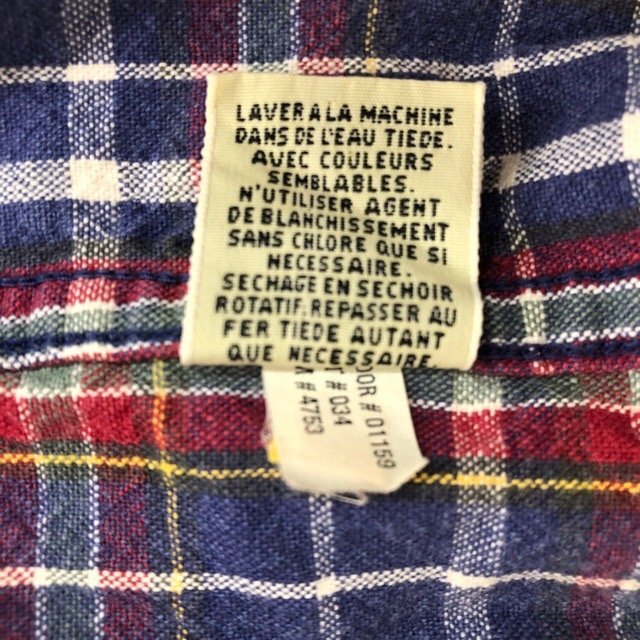 LAVER A LA MACHINE
DANS DE L'EAU TIEDE.
AVEC COULEURS
SEMBLABLES.
N'UTILISER AGENT
DE BLANCHISSEMENT
SANS CHLORE QUE SI
NECESSAIRE.
SECHAGE EN SECHOIR
ROTATIF. REPASSER AU
FER TIEDE AUTANT
QUE NECESSAIRE.
DOR # 01159
# 034
A # 4753